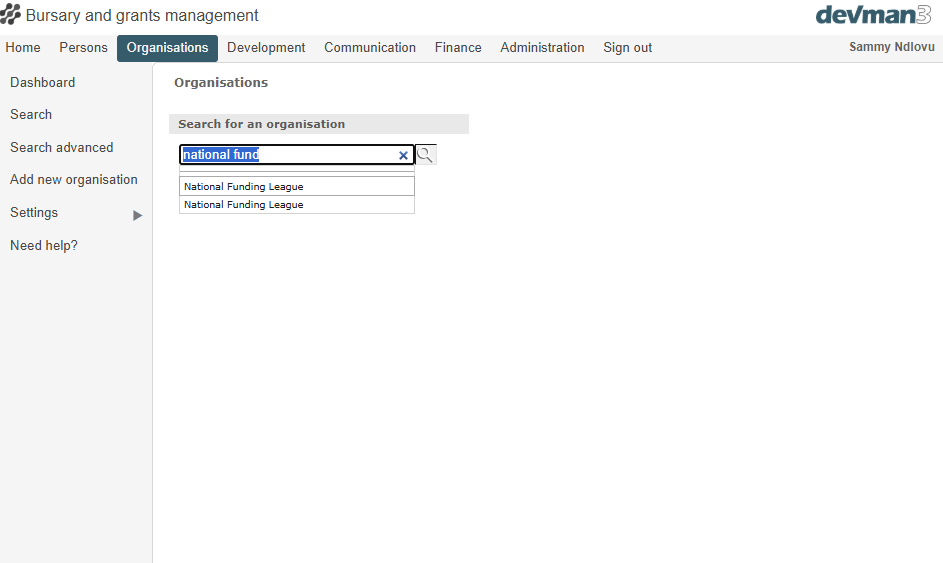 Bursary and grants management
devman3
Home Persons Organisations Development Communication Finance Administration Sign out Sammy Ndlovu
Dashboard
Search
Search advanced
Add new organisation
Settings
Need help?
Organisations
Search for an organisation
national fund
National Funding League
National Funding League